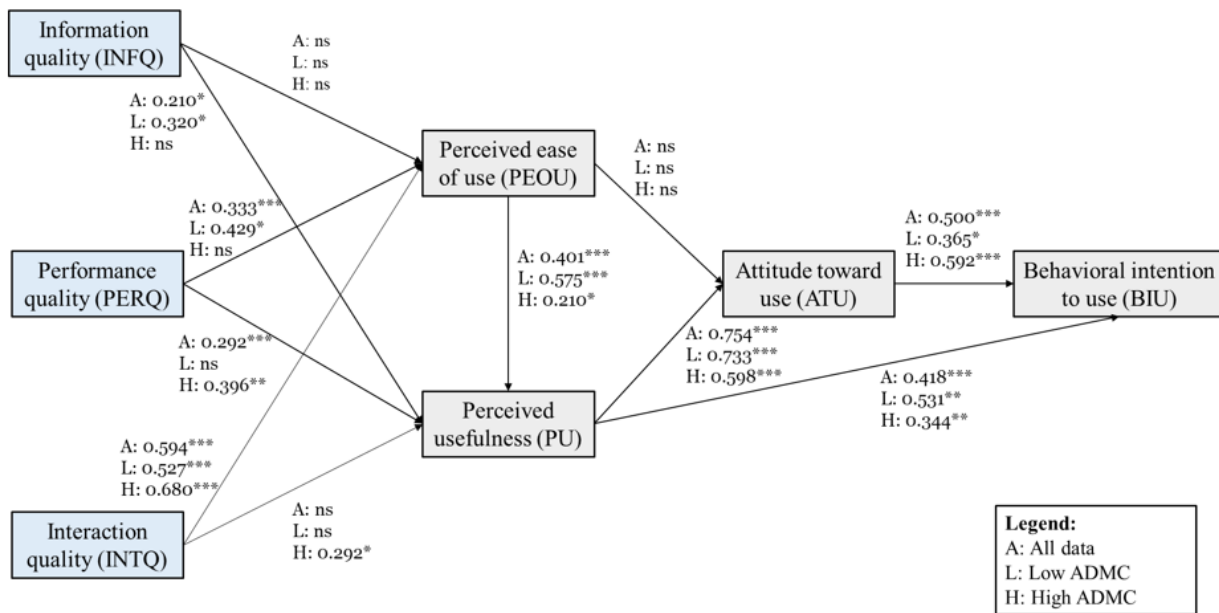 Information
quality (INFQ)
A: ns
L: ns
H: ns
A: 0.210*
L: 0.320*
H: ns
Perceived ease
of use (PEOU)
A: ns
L: ns
H: ns
A: 0.333***
L: 0.429*
H: ns
A: 0.500***
L: 0.365*
H: 0.592***
Performance
quality (PERQ)
A: 0.401***
L: 0.575***
H: 0.210*
Attitude toward
use (ATU)
Behavioral intention
to use (BIU)
A: 0.292***
L: ns
H: 0.396**
A: 0.754***
L: 0.733***
H: 0.598***
A: 0.418***
L: 0.531**
H: 0.344**
Perceived
usefulness (PU)
A: 0.594***
L: 0.527***
H: 0.680***
Interaction
quality (INTQ)
A: ns
L: ns
H: 0.292*
Legend:
A: All data
L: Low ADMC
H: High ADMC